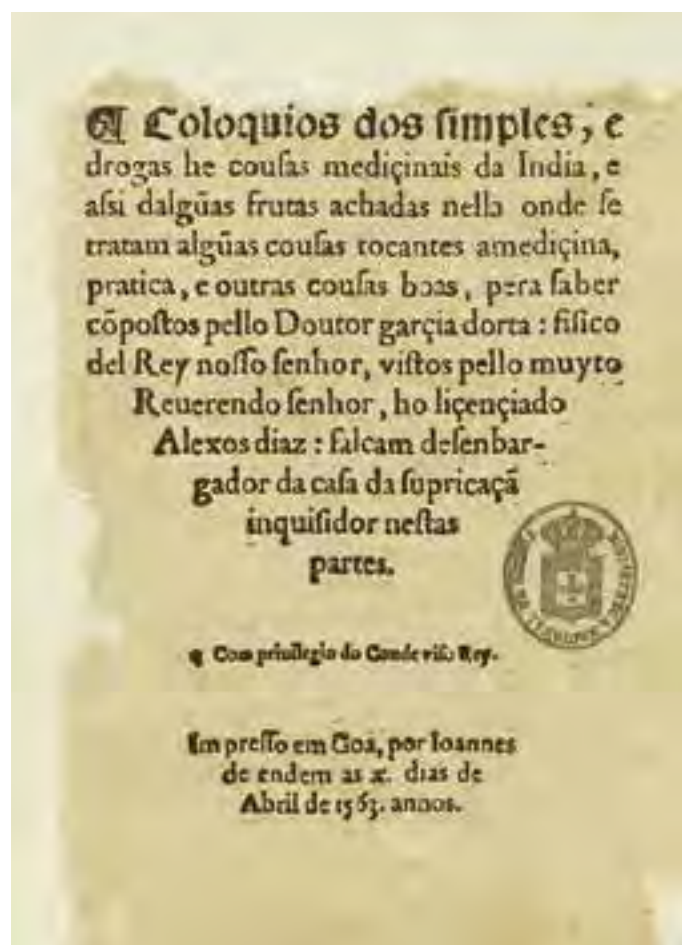 Coloquios dos ſimples, e
drogas he couſas mediçinais da India, e
aſsi dalgũas frutas achadas nella onde ſe
tratam algũas couſas tocantes amediçina,
pratica, e outras couſas boas, pera ſaber
cõpoſtos pello Doutor garçia dorta : fiſico
del Rey noſſo ſenhor, viſtos pello muyto
Reuerendo ſenhor, ho liçençiado
Alexos diaz : falcam deſenbar-
gador da caſa da ſupricaçã
inquiſidor neſtas
partes.
Com priuilegio do Conde viſo Rey.
Impreſſo em Goa, por Ioannes
de endem as x. dias de
Abril de 1563. annos.